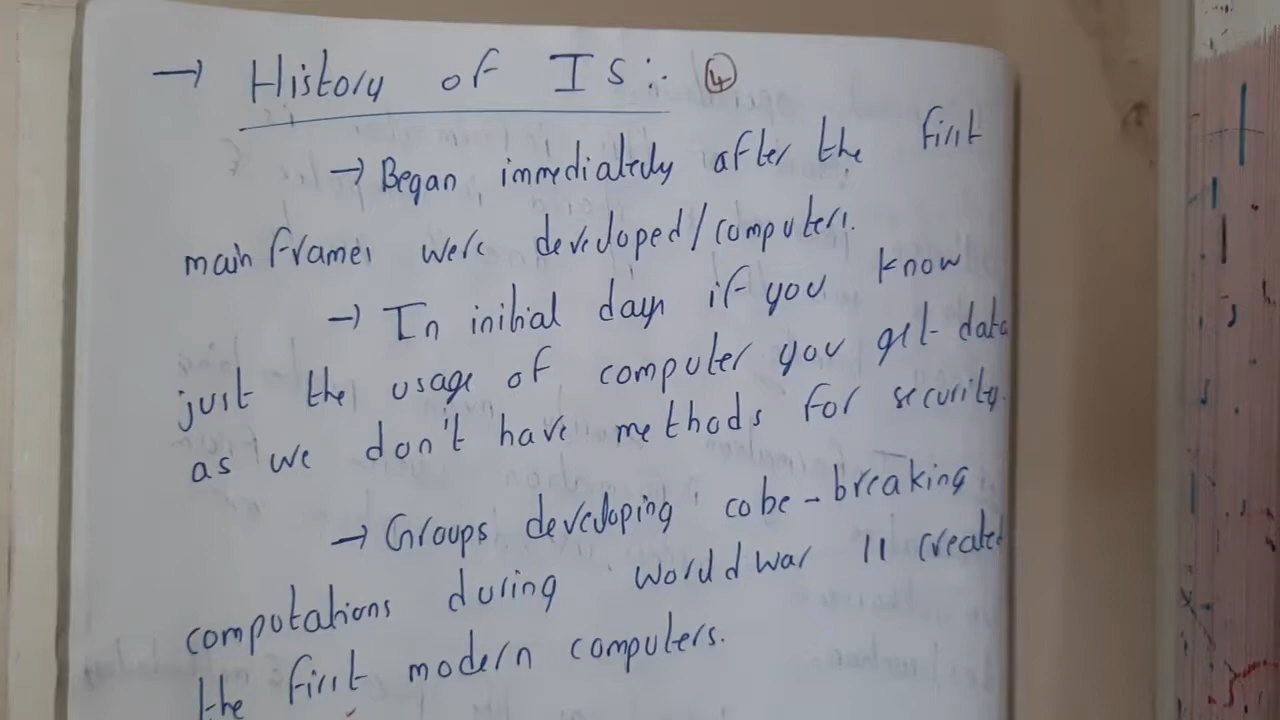 → History of IS:- ④
→ Began immediately after the first
mainframes were developed/computers.
→ In initial days if you know
just the usage of computer you get data
as we don't have methods for security.
→ Groups developing cobe-breaking
computations during World War II created
the first modern computers.